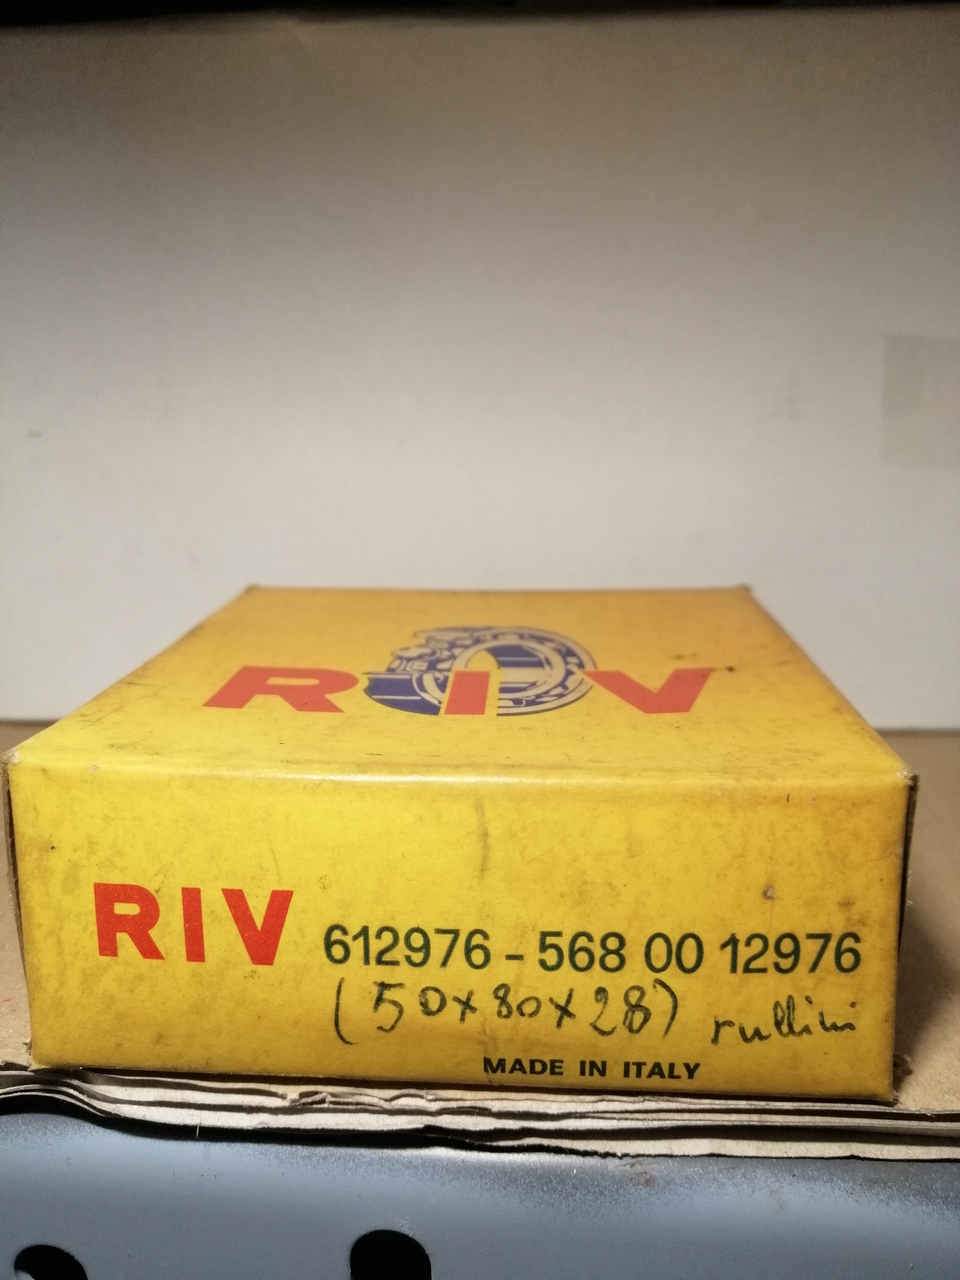 RIV
RIV 612976-568 00 12976
(50x80x28) rullini
MADE IN ITALY